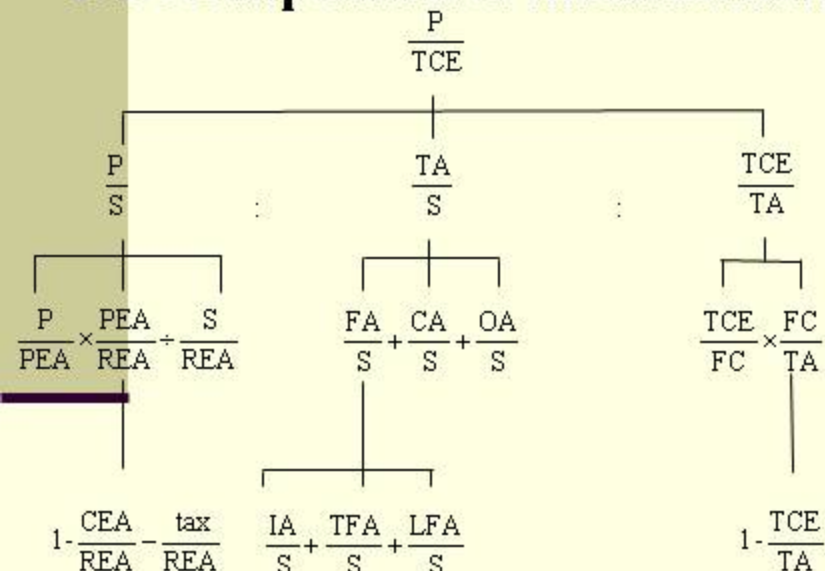 P/TCE
P/S : TA/S : TCE/TA
P/PEA × PEA/REA ÷ S/REA
FA/S + CA/S + OA/S
TCE/FC × FC/TA
1- CEA/REA − tax/REA
IA/S + TFA/S + LFA/S
1- TCE/TA